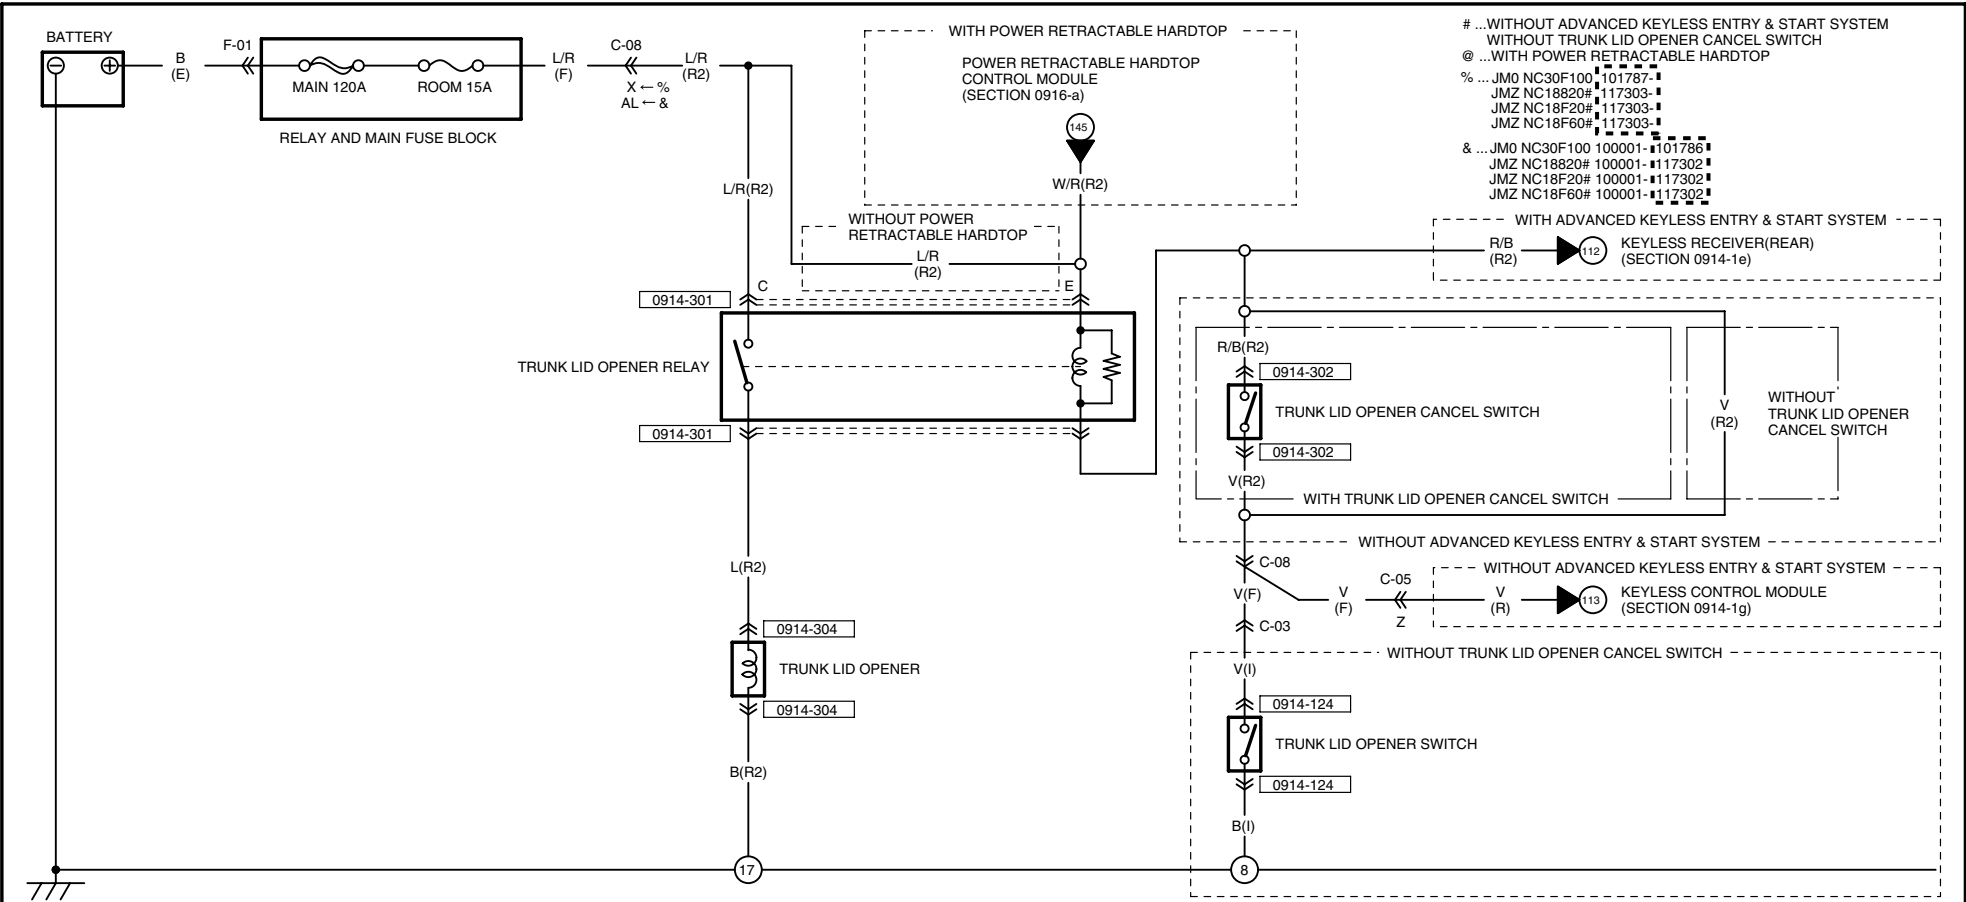 BATTERY
B
(E)
F-01
MAIN 120A
ROOM 15A
RELAY AND MAIN FUSE BLOCK
L/R
(F)
C-08
X ← %
AL ← &
L/R
(R2)
L/R(R2)
WITH POWER RETRACTABLE HARDTOP
POWER RETRACTABLE HARDTOP
CONTROL MODULE
(SECTION 0916-a)
145
W/R(R2)
WITHOUT POWER
RETRACTABLE HARDTOP
L/R
(R2)
# ...WITHOUT ADVANCED KEYLESS ENTRY & START SYSTEM
WITHOUT TRUNK LID OPENER CANCEL SWITCH
@ ...WITH POWER RETRACTABLE HARDTOP
% ... JM0 NC30F100 101787-
JMZ NC18820# 117303-
JMZ NC18F20# 117303-
JMZ NC18F60# 117303-
& ... JM0 NC30F100 100001- 101786
JMZ NC18820# 100001- 117302
JMZ NC18F20# 100001- 117302
JMZ NC18F60# 100001- 117302
WITH ADVANCED KEYLESS ENTRY & START SYSTEM
R/B
(R2)
112
KEYLESS RECEIVER(REAR)
(SECTION 0914-1e)
0914-301
C
E
TRUNK LID OPENER RELAY
0914-301
R/B(R2)
0914-302
TRUNK LID OPENER CANCEL SWITCH
0914-302
V(R2)
WITH TRUNK LID OPENER CANCEL SWITCH
V
(R2)
WITHOUT
TRUNK LID OPENER
CANCEL SWITCH
WITHOUT ADVANCED KEYLESS ENTRY & START SYSTEM
C-08
V(F)
V
(F)
C-05
Z
WITHOUT ADVANCED KEYLESS ENTRY & START SYSTEM
V
(R)
113
KEYLESS CONTROL MODULE
(SECTION 0914-1g)
C-03
L(R2)
0914-304
TRUNK LID OPENER
0914-304
B(R2)
17
WITHOUT TRUNK LID OPENER CANCEL SWITCH
V(I)
0914-124
TRUNK LID OPENER SWITCH
0914-124
B(I)
8